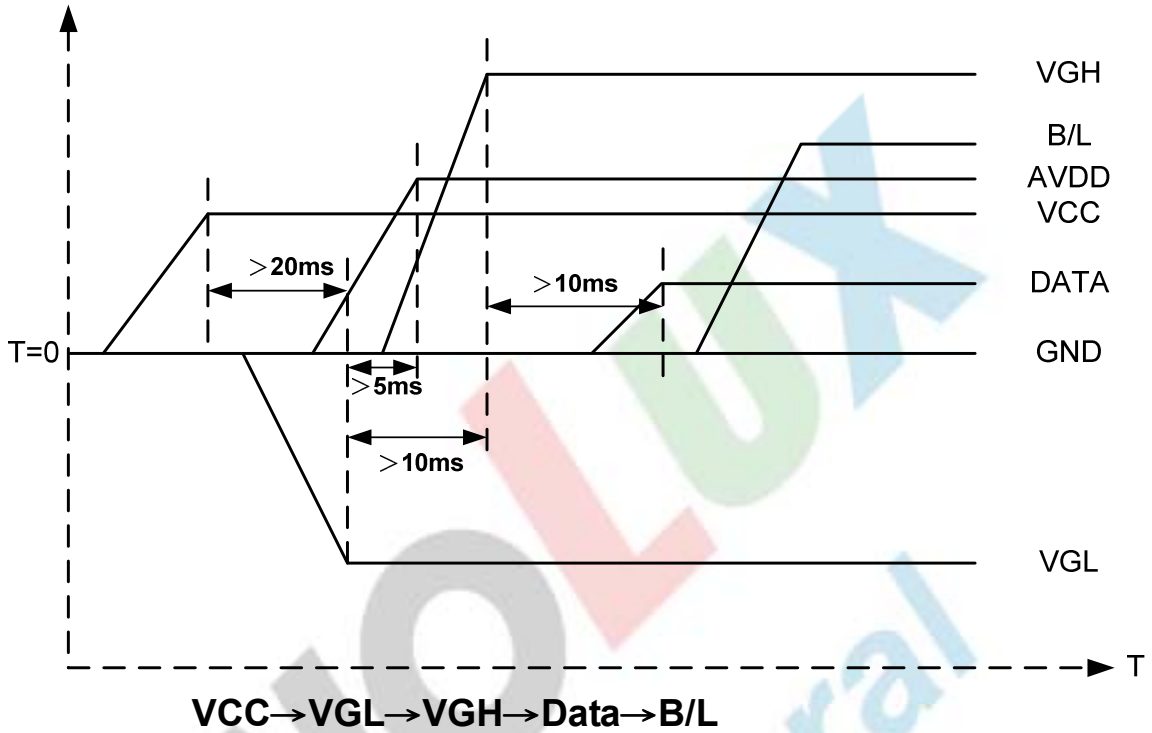 VGH
B/L
AVDD
VCC
>20ms
>10ms
DATA
T=0
GND
>5ms
>10ms
VGL
T
VCC→VGL→VGH→Data→B/L